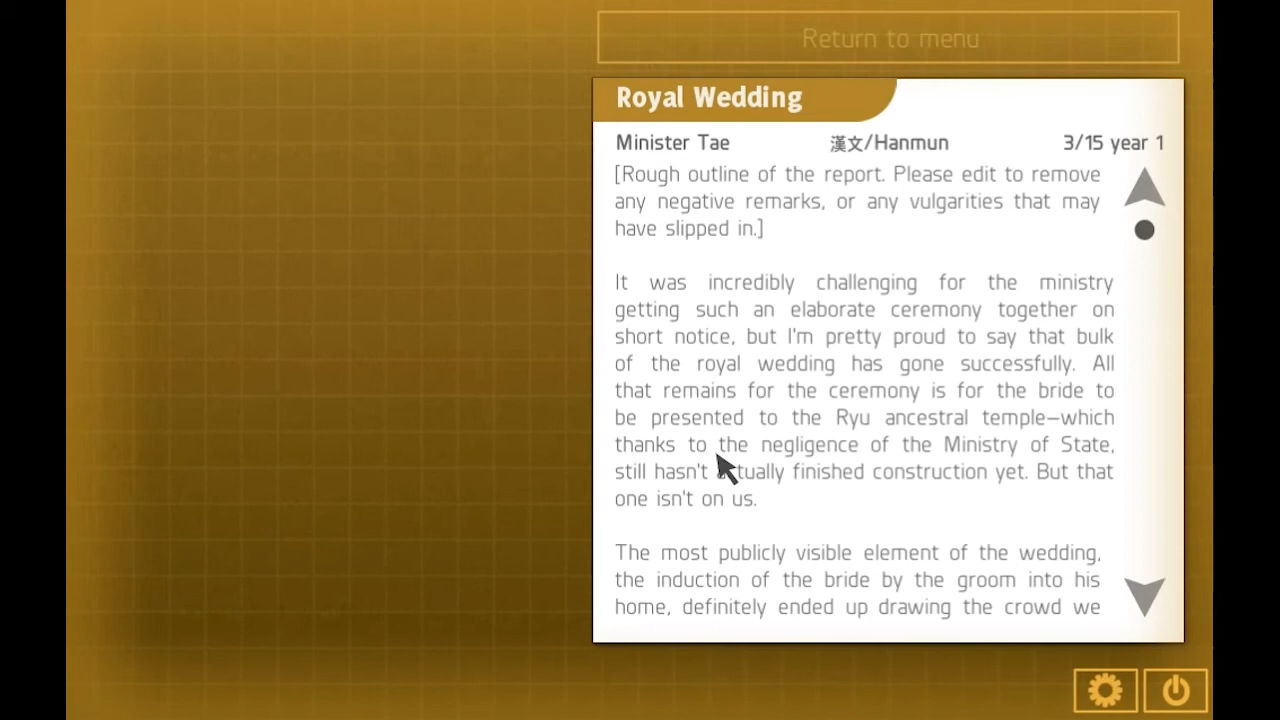 Return to menu
Royal Wedding
Minister Tae 漢文/Hanmun 3/15 year 1
[Rough outline of the report. Please edit to remove
any negative remarks, or any vulgarities that may
have slipped in.]
It was incredibly challenging for the ministry
getting such an elaborate ceremony together on
short notice, but I'm pretty proud to say that bulk
of the royal wedding has gone successfully. All
that remains for the ceremony is for the bride to
be presented to the Ryu ancestral temple—which
thanks to the negligence of the Ministry of State,
still hasn't actually finished construction yet. But that
one isn't on us.
The most publicly visible element of the wedding,
the induction of the bride by the groom into his
home, definitely ended up drawing the crowd we